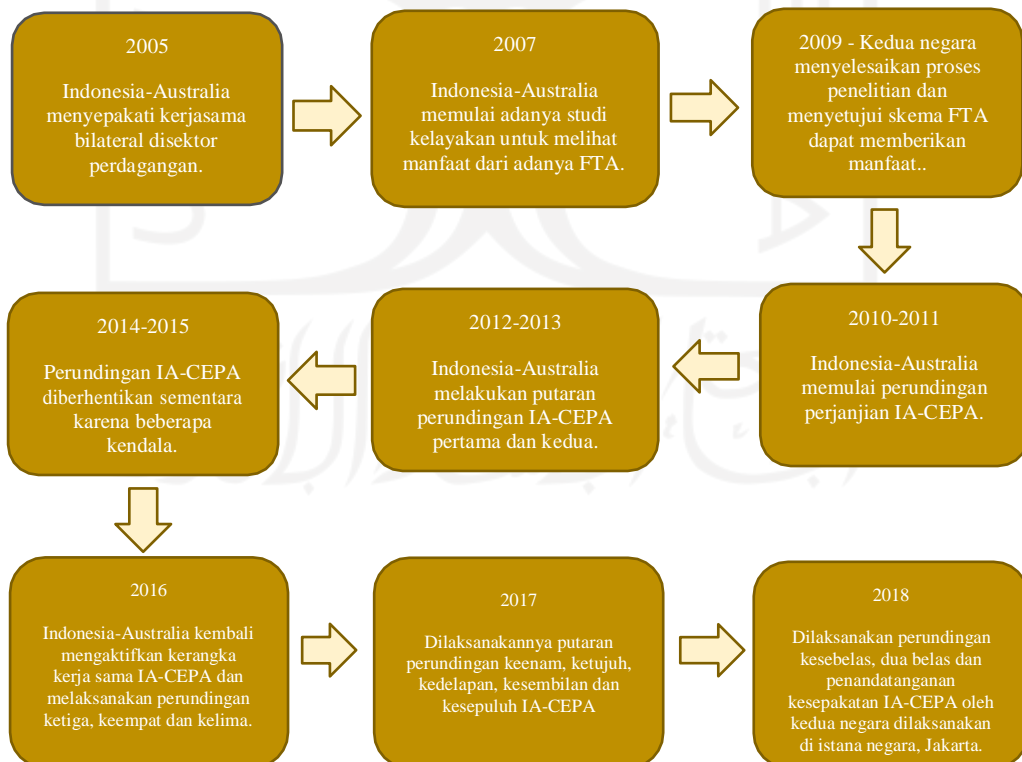 2005
Indonesia-Australia
menyepakati kerjasama
bilateral disektor
perdagangan.
2007
Indonesia-Australia
memulai adanya studi
kelayakan untuk melihat
manfaat dari adanya FTA.
2009 - Kedua negara
menyelesaikan proses
penelitian dan
menyetujui skema FTA
dapat memberikan
manfaat..
2010-2011
Indonesia-Australia
memulai perundingan
perjanjian IA-CEPA.
2012-2013
Indonesia-Australia
melakukan putaran
perundingan IA-CEPA
pertama dan kedua.
2014-2015
Perundingan IA-CEPA
diberhentikan sementara
karena beberapa
kendala.
2016
Indonesia-Australia kembali
mengaktifkan kerangka
kerja sama IA-CEPA dan
melaksanakan perundingan
ketiga, keempat dan kelima.
2017
Dilaksanakannya putaran
perundingan keenam, ketujuh,
kedelapan, kesembilan dan
kesepuluh IA-CEPA
2018
Dilaksanakan perundingan
kesebelas, dua belas dan
penandatanganan
kesepakatan IA-CEPA oleh
kedua negara dilaksanakan
di istana negara, Jakarta.